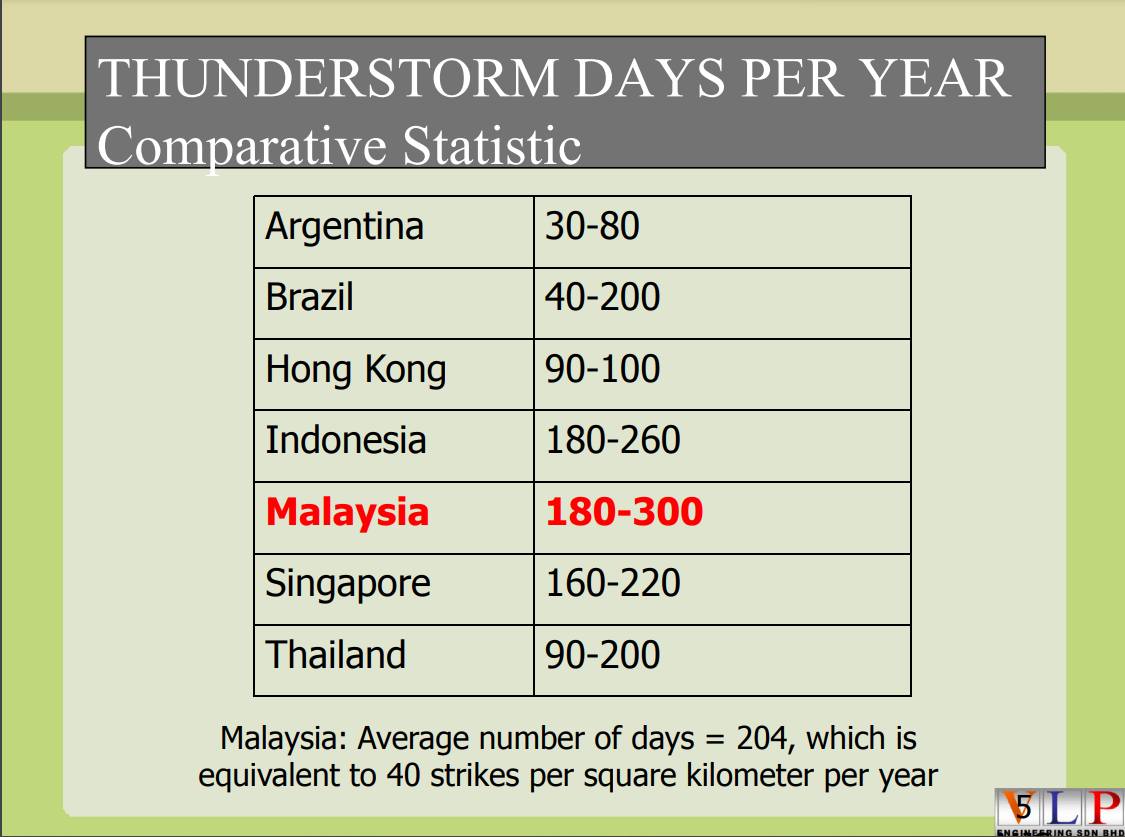 THUNDERSTORM DAYS PER YEAR
Comparative Statistic
Argentina 30-80
Brazil 40-200
Hong Kong 90-100
Indonesia 180-260
Malaysia 180-300
Singapore 160-220
Thailand 90-200
Malaysia: Average number of days = 204, which is
equivalent to 40 strikes per square kilometer per year
5
VLP
ENGINEERING SDN BHD